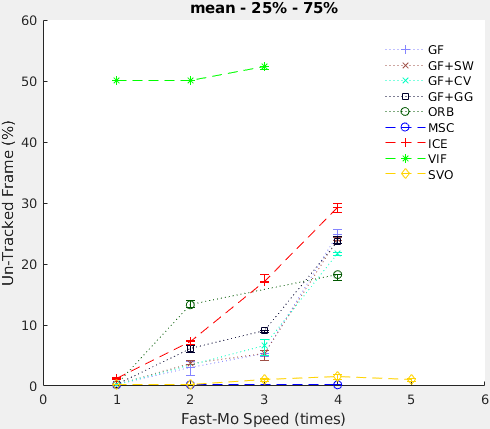 mean - 25% - 75%
Un-Tracked Frame (%)
60
50
40
30
20
10
0
GF
GF+SW
GF+CV
GF+GG
ORB
MSC
ICE
VIF
SVO
0 1 2 3 4 5 6
Fast-Mo Speed (times)